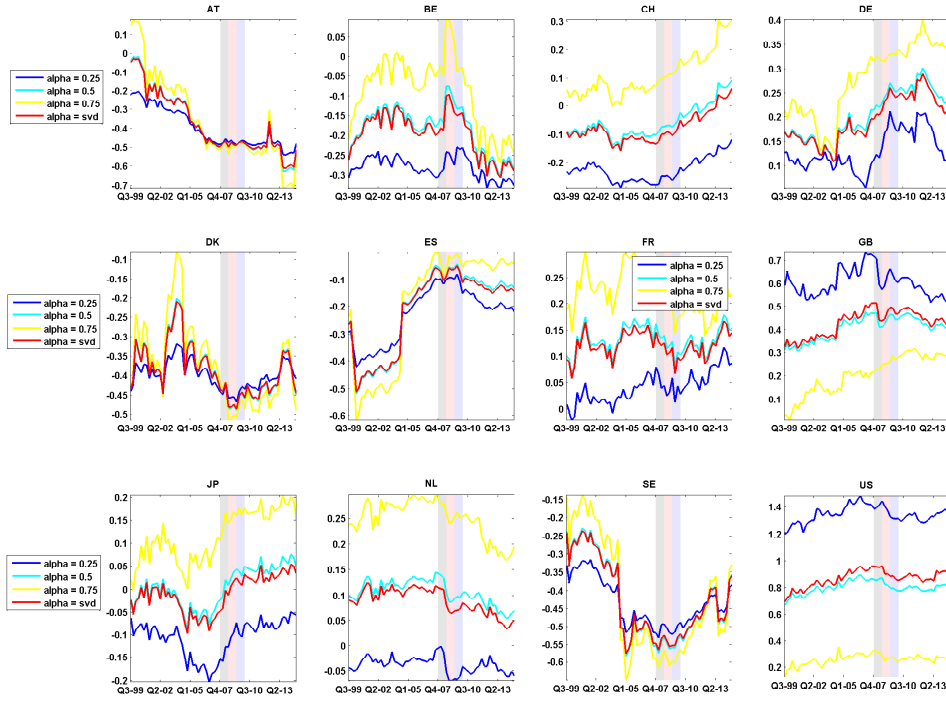 AT BE CH DE
0.1 0 -0.1 -0.2 -0.3 -0.4 -0.5 -0.6 -0.7
0.05 0 -0.05 -0.1 -0.15 -0.2 -0.25 -0.3
0.3 0.2 0.1 0 -0.1 -0.2
0.4 0.35 0.3 0.25 0.2 0.15 0.1 0.05
alpha = 0.25
alpha = 0.5
alpha = 0.75
alpha = svd
Q3-99 Q2-02 Q1-05 Q4-07 Q3-10 Q2-13
Q3-99 Q2-02 Q1-05 Q4-07 Q3-10 Q2-13
Q3-99 Q2-02 Q1-05 Q4-07 Q3-10 Q2-13
Q3-99 Q2-02 Q1-05 Q4-07 Q3-10 Q2-13
DK ES FR GB
-0.1 -0.15 -0.2 -0.25 -0.3 -0.35 -0.4 -0.45 -0.5
-0.1 -0.2 -0.3 -0.4 -0.5 -0.6
0.25 0.2 0.15 0.1 0.05 0
0.7 0.6 0.5 0.4 0.3 0.2 0.1
alpha = 0.25
alpha = 0.5
alpha = 0.75
alpha = svd
alpha = 0.25
alpha = 0.5
alpha = 0.75
alpha = svd
Q3-99 Q2-02 Q1-05 Q4-07 Q3-10 Q2-13
Q3-99 Q2-02 Q1-05 Q4-07 Q3-10 Q2-13
Q3-99 Q2-02 Q1-05 Q4-07 Q3-10 Q2-13
Q3-99 Q2-02 Q1-05 Q4-07 Q3-10 Q2-13
JP NL SE US
0.2 0.15 0.1 0.05 0 -0.05 -0.1 -0.15 -0.2
0.25 0.2 0.15 0.1 0.05 0 -0.05
-0.15 -0.2 -0.25 -0.3 -0.35 -0.4 -0.45 -0.5 -0.55 -0.6
1.4 1.2 1 0.8 0.6 0.4 0.2
alpha = 0.25
alpha = 0.5
alpha = 0.75
alpha = svd
Q3-99 Q2-02 Q1-05 Q4-07 Q3-10 Q2-13
Q3-99 Q2-02 Q1-05 Q4-07 Q3-10 Q2-13
Q3-99 Q2-02 Q1-05 Q4-07 Q3-10 Q2-13
Q3-99 Q2-02 Q1-05 Q4-07 Q3-10 Q2-13